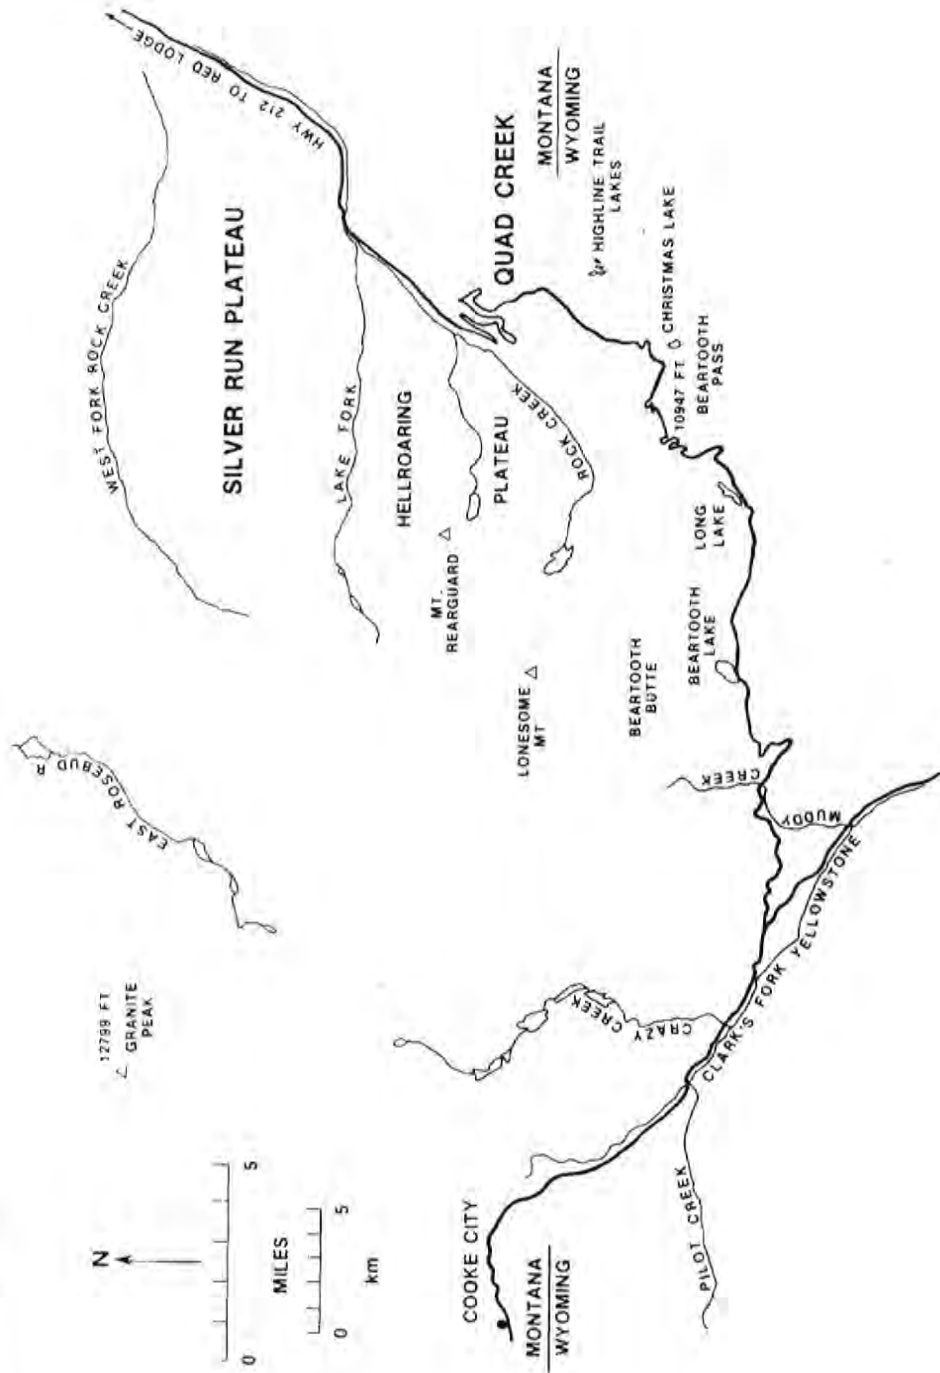 N
0 5
MILES
0 5
km
12799 FT
GRANITE
PEAK
EAST ROSEBUD R
WEST FORK ROCK CREEK
HWY 212 TO RED LODGE
SILVER RUN PLATEAU
LAKE FORK
HELLROARING
PLATEAU
MT.
REARGUARD
ROCK CREEK
QUAD CREEK
MONTANA
WYOMING
HIGHLINE TRAIL
LAKES
CHRISTMAS LAKE
10947 FT
BEARTOOTH
PASS
LONG
LAKE
BEARTOOTH
LAKE
BEARTOOTH
BUTTE
LONESOME
MT
MUDDY CREEK
CRAZY CREEK
CLARK'S FORK YELLOWSTONE
PILOT CREEK
COOKE CITY
MONTANA
WYOMING